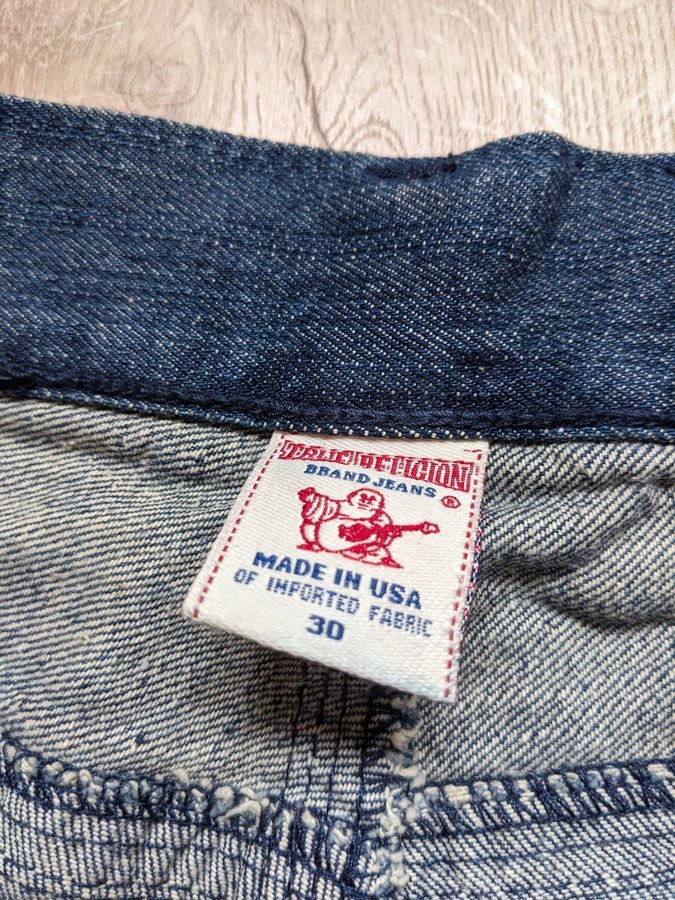 TRUE RELIGION
BRAND JEANS ®
MADE IN USA
OF IMPORTED FABRIC
30